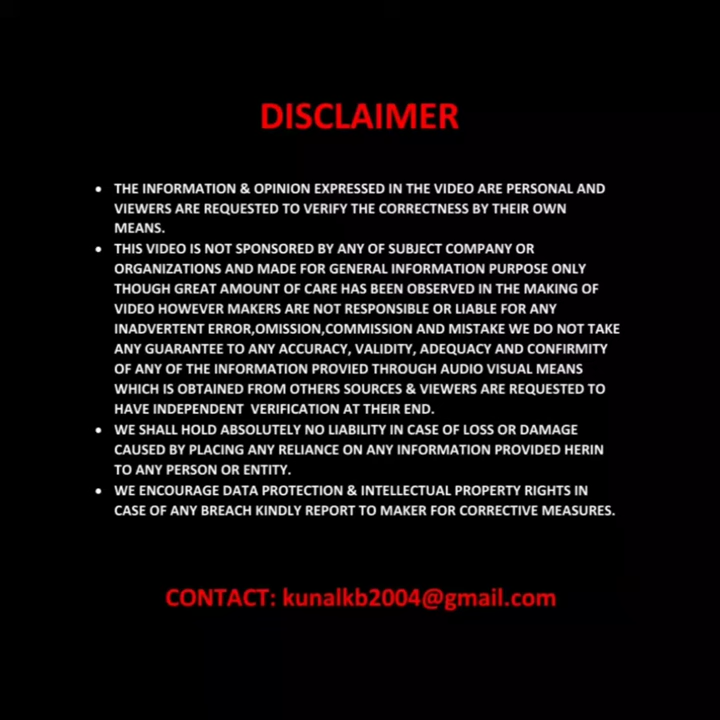 DISCLAIMER
• THE INFORMATION & OPINION EXPRESSED IN THE VIDEO ARE PERSONAL AND
VIEWERS ARE REQUESTED TO VERIFY THE CORRECTNESS BY THEIR OWN
MEANS.
• THIS VIDEO IS NOT SPONSORED BY ANY OF SUBJECT COMPANY OR
ORGANIZATIONS AND MADE FOR GENERAL INFORMATION PURPOSE ONLY
THOUGH GREAT AMOUNT OF CARE HAS BEEN OBSERVED IN THE MAKING OF
VIDEO HOWEVER MAKERS ARE NOT RESPONSIBLE OR LIABLE FOR ANY
INADVERTENT ERROR,OMISSION,COMMISSION AND MISTAKE WE DO NOT TAKE
ANY GUARANTEE TO ANY ACCURACY, VALIDITY, ADEQUACY AND CONFIRMITY
OF ANY OF THE INFORMATION PROVIED THROUGH AUDIO VISUAL MEANS
WHICH IS OBTAINED FROM OTHERS SOURCES & VIEWERS ARE REQUESTED TO
HAVE INDEPENDENT VERIFICATION AT THEIR END.
• WE SHALL HOLD ABSOLUTELY NO LIABILITY IN CASE OF LOSS OR DAMAGE
CAUSED BY PLACING ANY RELIANCE ON ANY INFORMATION PROVIDED HERIN
TO ANY PERSON OR ENTITY.
• WE ENCOURAGE DATA PROTECTION & INTELLECTUAL PROPERTY RIGHTS IN
CASE OF ANY BREACH KINDLY REPORT TO MAKER FOR CORRECTIVE MEASURES.
CONTACT: kunalkb2004@gmail.com